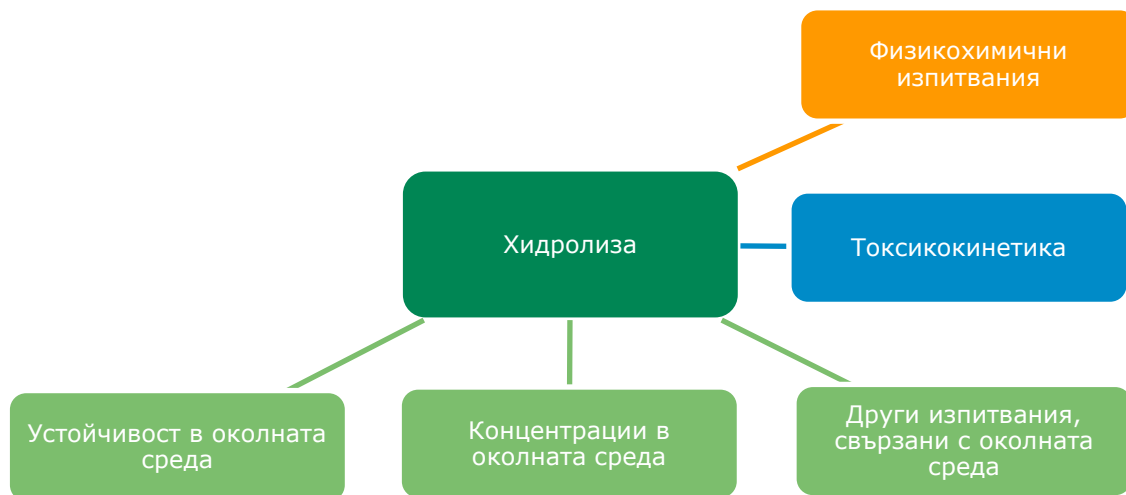 Физикохимични
изпитвания
Хидролиза
Токсикокинетика
Устойчивост в околната
среда
Концентрации в
околната среда
Други изпитвания,
свързани с околната
среда